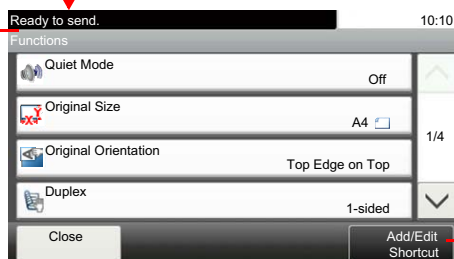 Ready to send.
10:10
Functions
Quiet Mode
Off
Original Size
A4
1/4
Original Orientation
Top Edge on Top
Duplex
1-sided
Close
Add/Edit
Shortcut